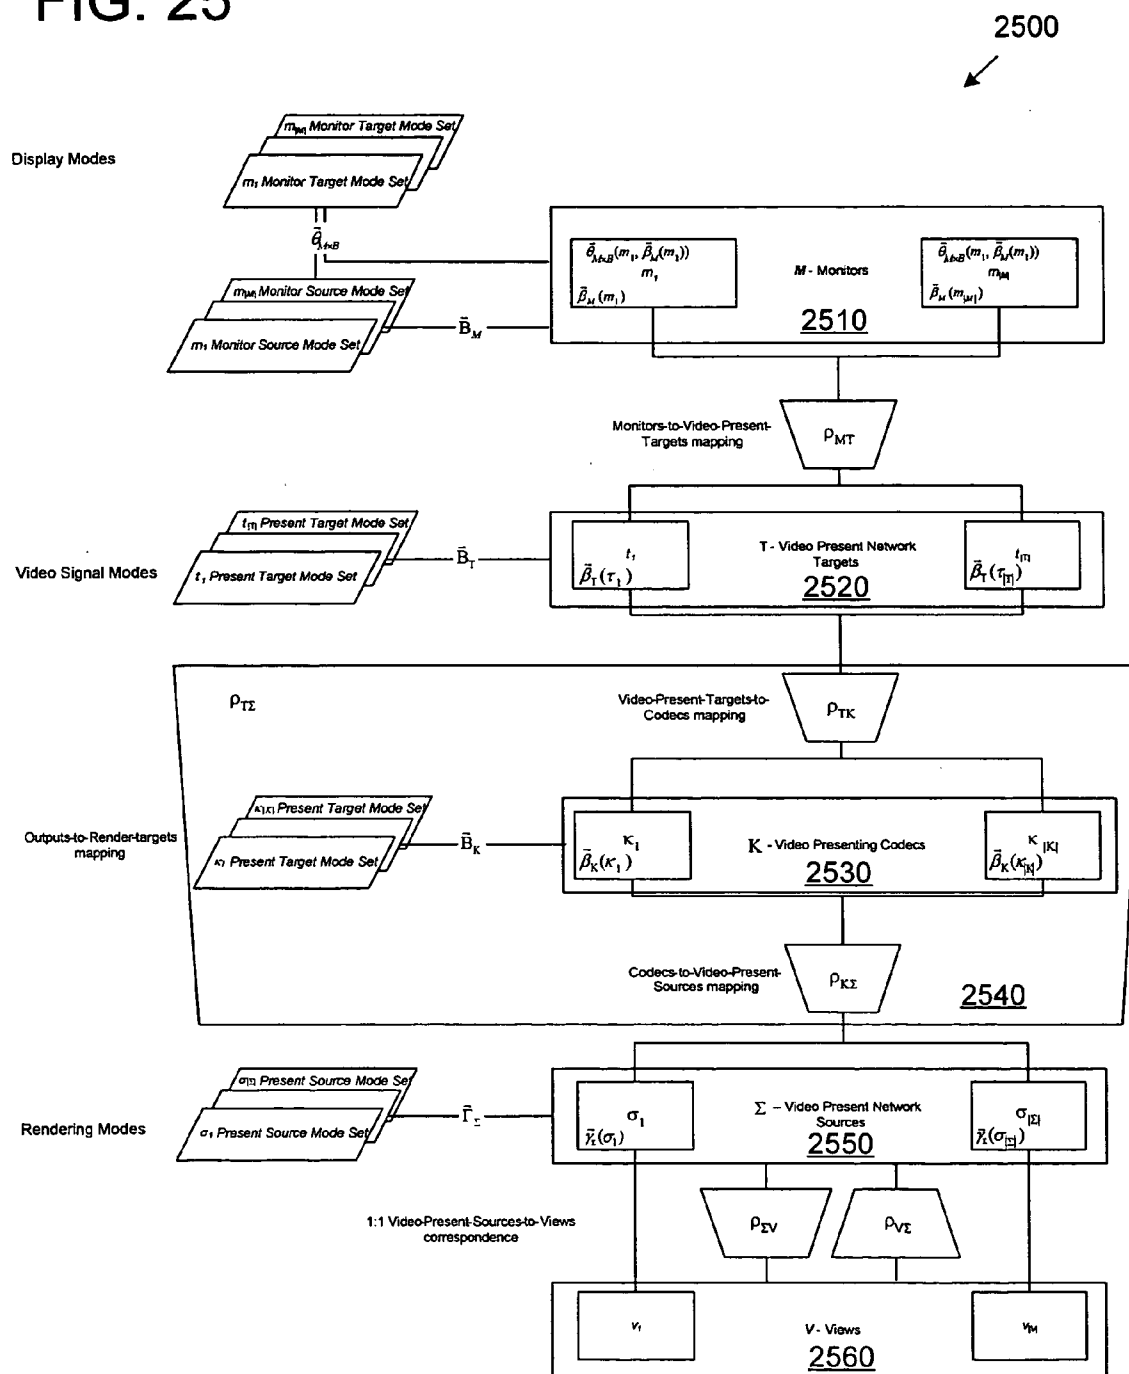 FIG. 25
2500
Display Modes
m|M| Monitor Target Mode Set
m1 Monitor Target Mode Set
θ̄M×B
m|M| Monitor Source Mode Set
m1 Monitor Source Mode Set
B̄M
θ̄M×B(m1, β̄M(m1))
m1
β̄M(m1)
M - Monitors
2510
θ̄M×B(m1, β̄M(m1))
m|M|
β̄M(m|M|)
Monitors-to-Video-Present-
Targets mapping
ρMT
Video Signal Modes
t|T| Present Target Mode Set
t1 Present Target Mode Set
B̄T
t1
β̄T(τ1)
T - Video Present Network
Targets
2520
t|T|
β̄T(τ|T|)
ρTΣ
Video-Present-Targets-to-
Codecs mapping
ρTK
Outputs-to-Render-targets
mapping
κ|K| Present Target Mode Set
κ1 Present Target Mode Set
B̄K
κ1
β̄K(κ1)
K - Video Presenting Codecs
2530
κ|K|
β̄K(κ|K|)
Codecs-to-Video-Present-
Sources mapping
ρKΣ
2540
Rendering Modes
σ|Σ| Present Source Mode Set
σ1 Present Source Mode Set
Γ̄Σ
σ1
γ̄Σ(σ1)
Σ – Video Present Network
Sources
2550
σ|Σ|
γ̄Σ(σ|Σ|)
1:1 Video-Present-Sources-to-Views
correspondence
ρΣV
ρVΣ
v1
V - Views
2560
v|V|